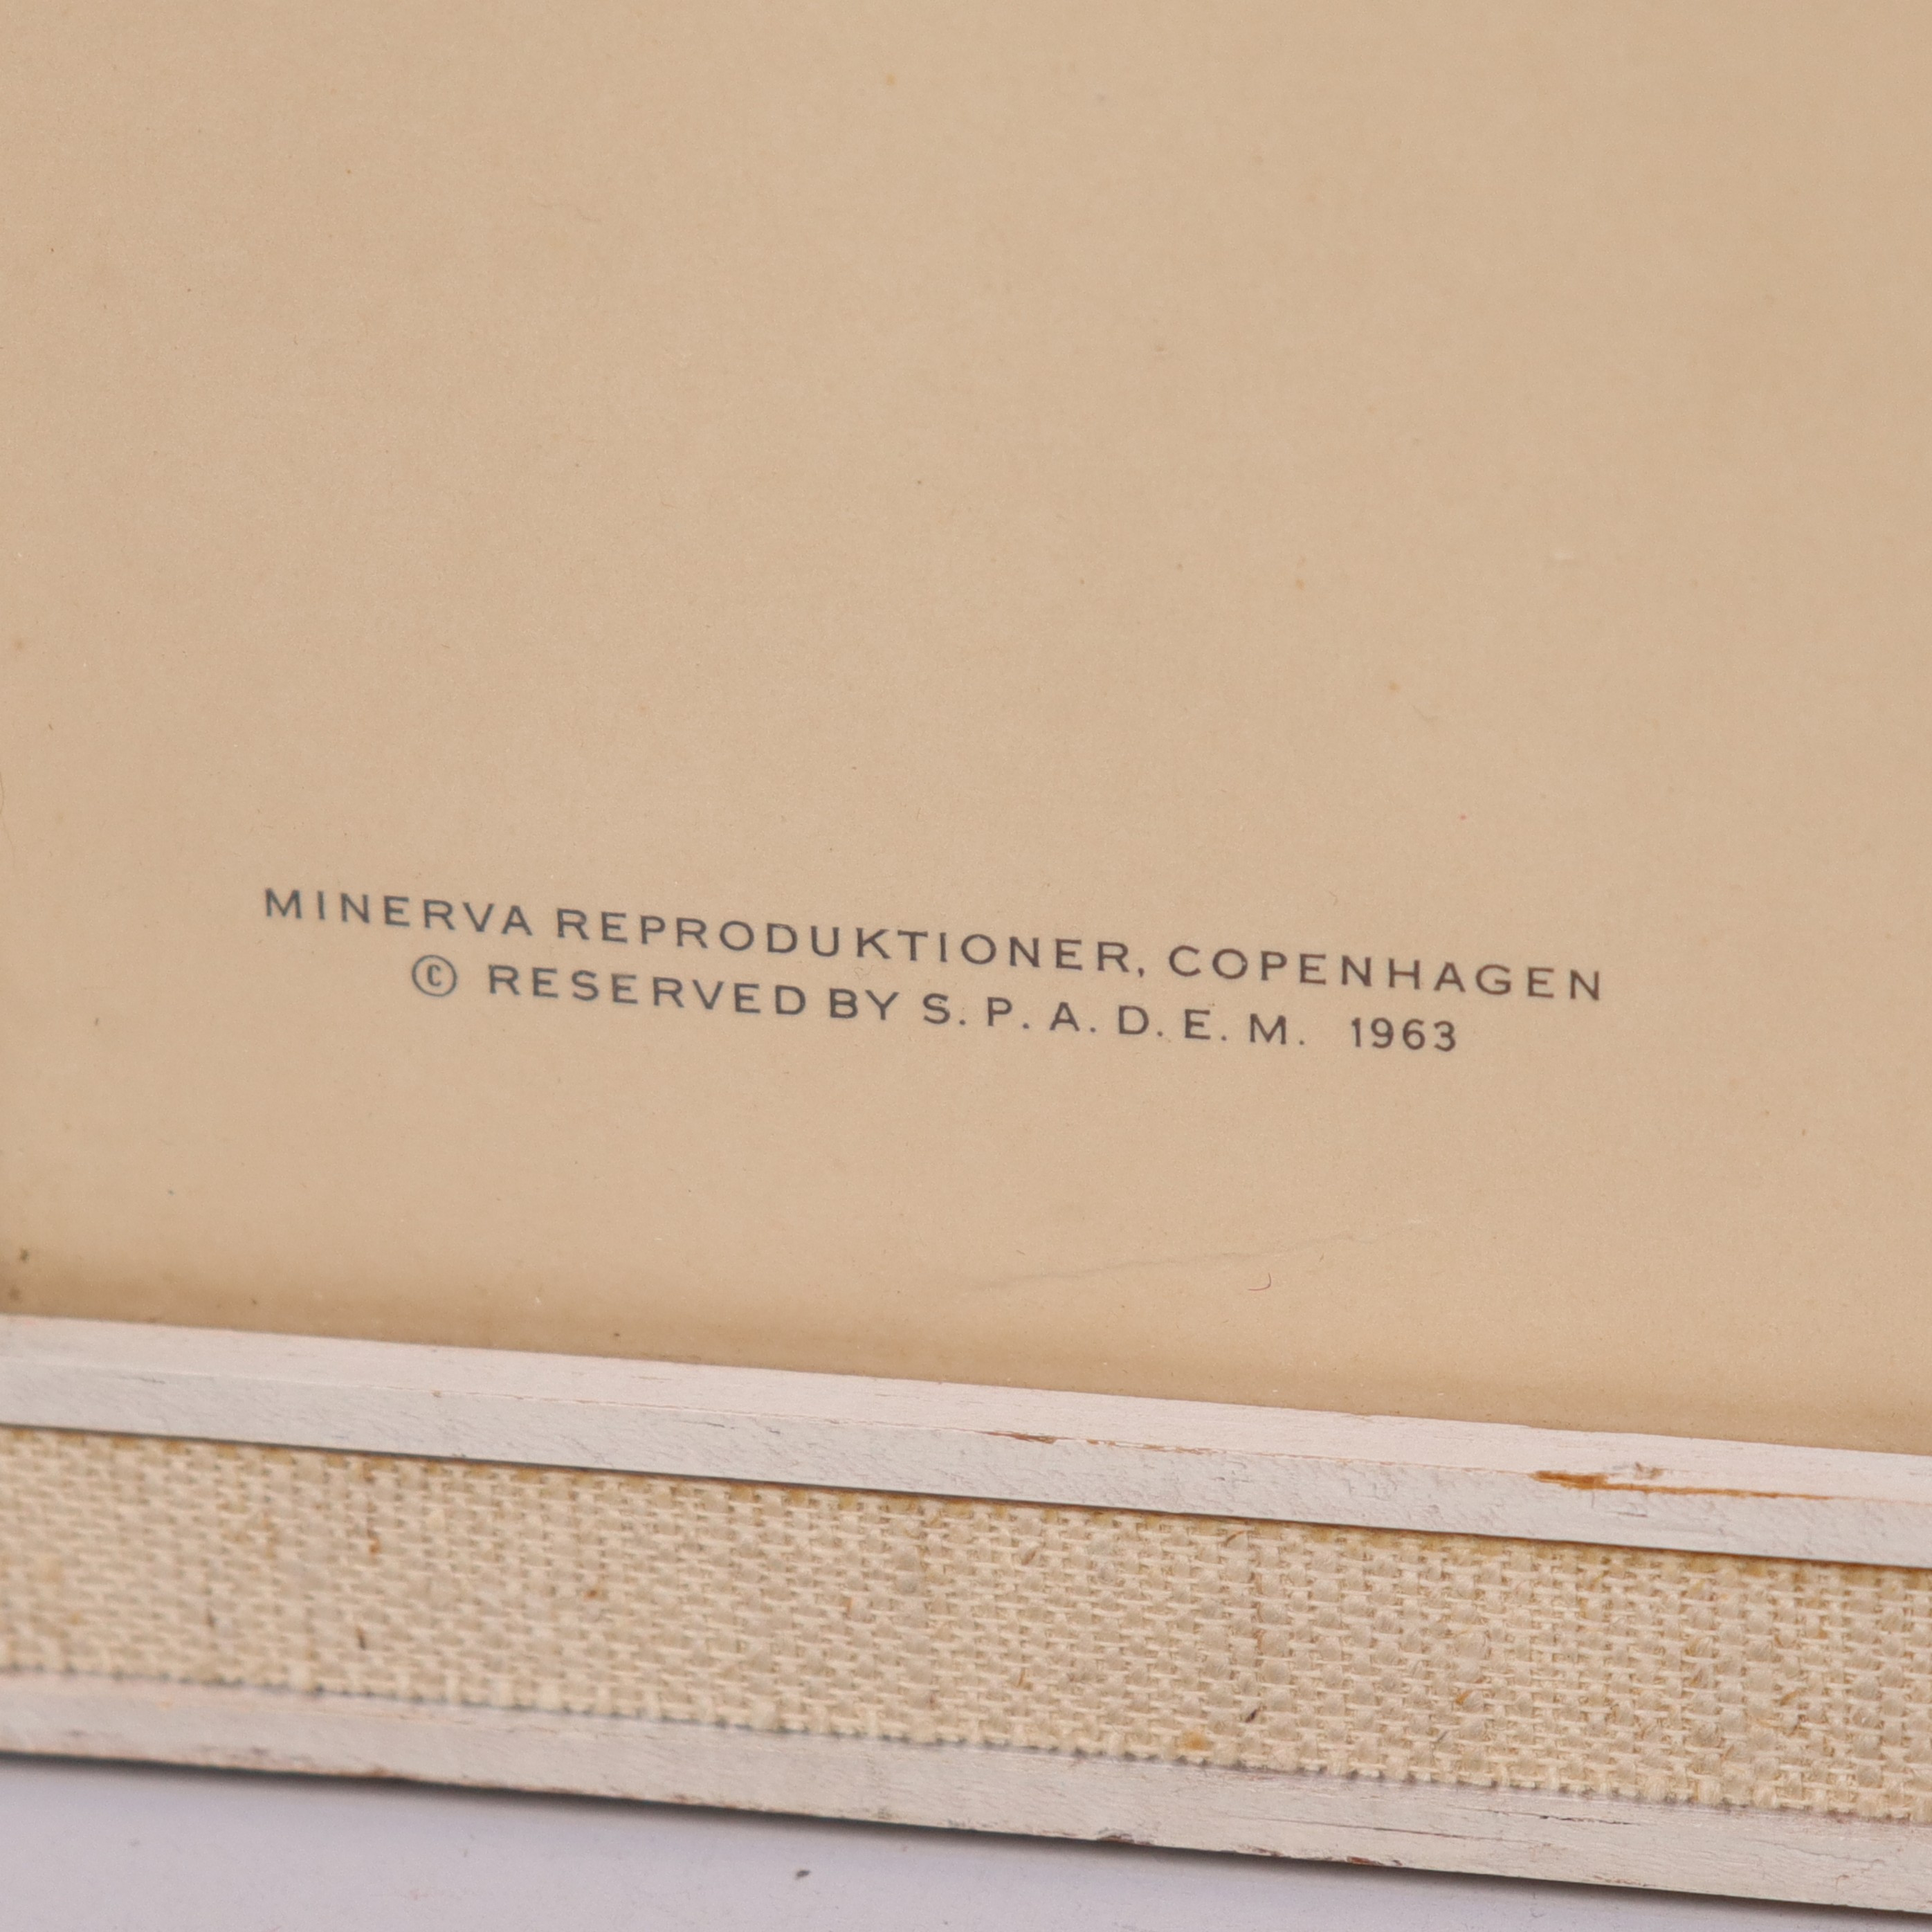 MINERVA REPRODUKTIONER, COPENHAGEN
© RESERVED BY S. P. A. D. E. M. 1963